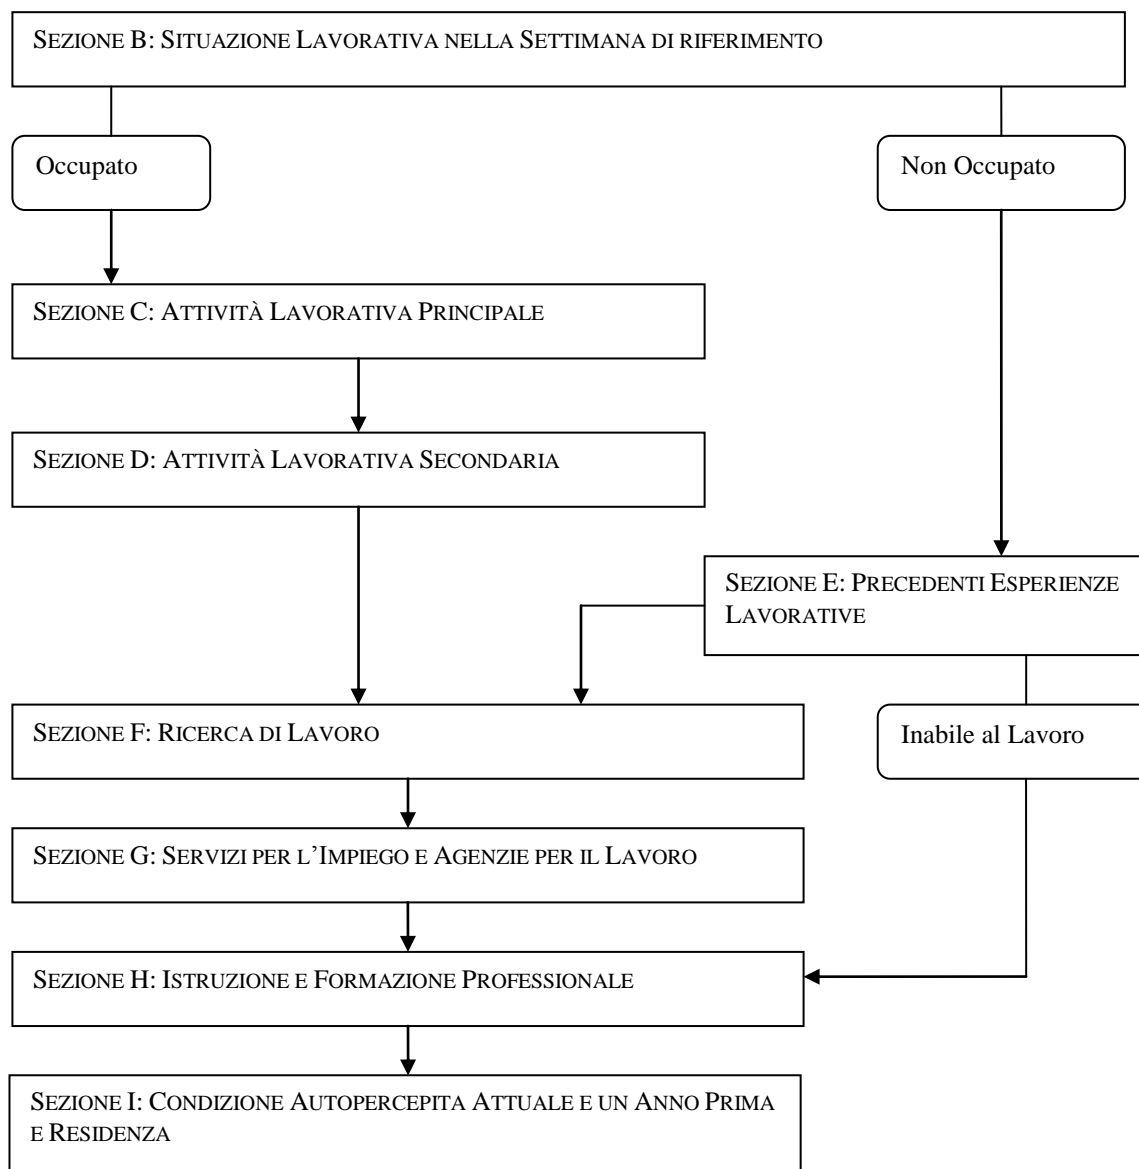 SEZIONE B: SITUAZIONE LAVORATIVA NELLA SETTIMANA DI RIFERIMENTO
Occupato
Non Occupato
SEZIONE C: ATTIVITÀ LAVORATIVA PRINCIPALE
SEZIONE D: ATTIVITÀ LAVORATIVA SECONDARIA
SEZIONE E: PRECEDENTI ESPERIENZE
LAVORATIVE
SEZIONE F: RICERCA DI LAVORO
Inabile al Lavoro
SEZIONE G: SERVIZI PER L’IMPIEGO E AGENZIE PER IL LAVORO
SEZIONE H: ISTRUZIONE E FORMAZIONE PROFESSIONALE
SEZIONE I: CONDIZIONE AUTOPERCEPITA ATTUALE E UN ANNO PRIMA
E RESIDENZA